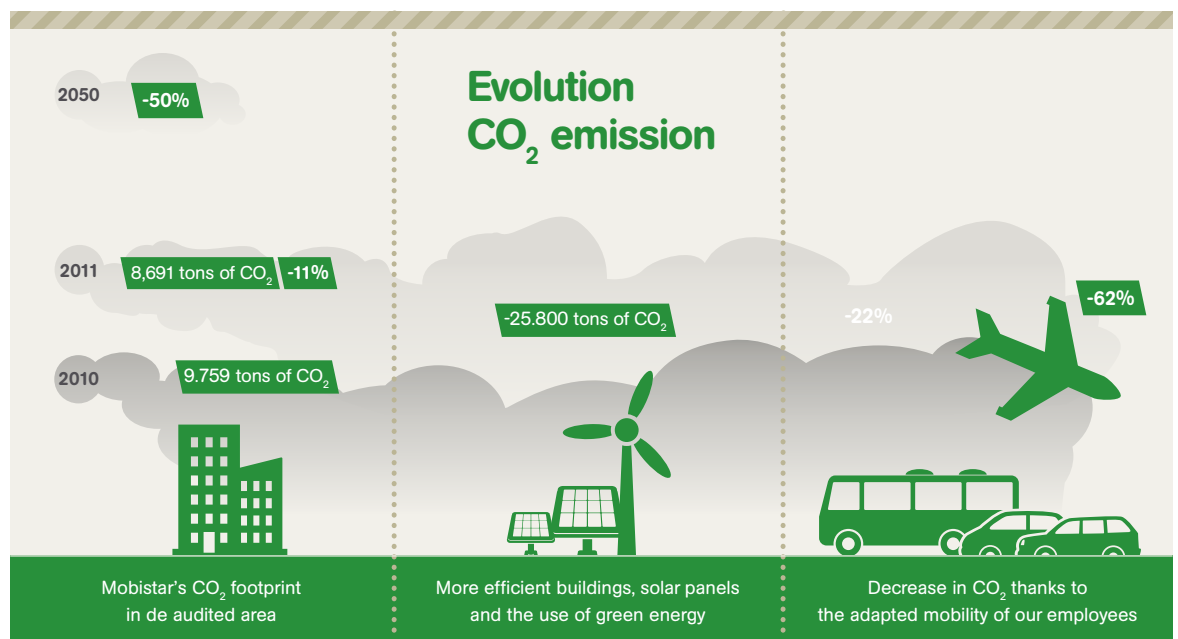 Evolution
CO₂ emission
2050
-50%
2011
8,691 tons of CO₂
-11%
2010
9.759 tons of CO₂
-25.800 tons of CO₂
-22%
-62%
Mobistar's CO₂ footprint
in de audited area
More efficient buildings, solar panels
and the use of green energy
Decrease in CO₂ thanks to
the adapted mobility of our employees